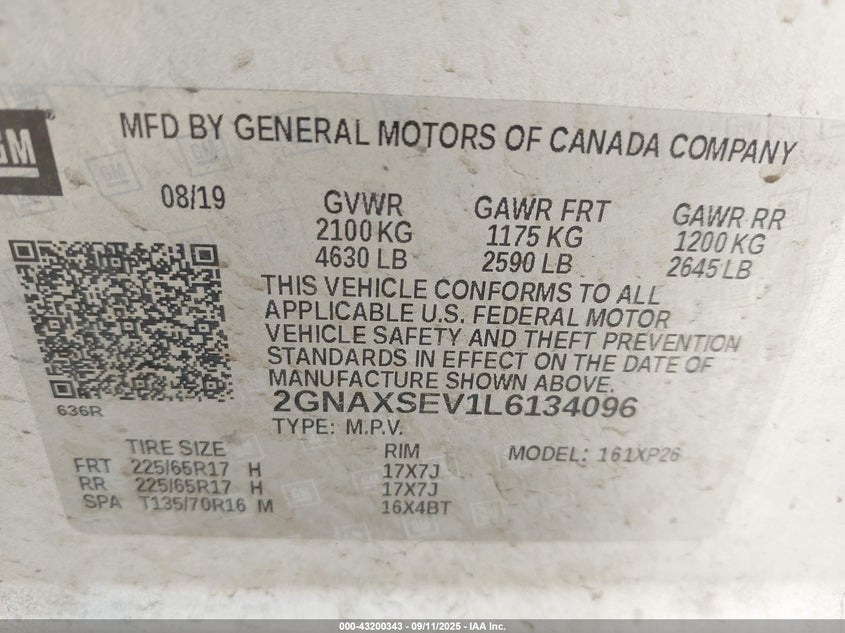 GM
MFD BY GENERAL MOTORS OF CANADA COMPANY
08/19 GVWR GAWR FRT GAWR RR
2100 KG 1175 KG 1200 KG
4630 LB 2590 LB 2645 LB
THIS VEHICLE CONFORMS TO ALL
APPLICABLE U.S. FEDERAL MOTOR
VEHICLE SAFETY AND THEFT PREVENTION
STANDARDS IN EFFECT ON THE DATE OF
MANUFACTURE SHOWN ABOVE.
636R 2GNAXSEV1L6134096
TYPE: M.P.V.
TIRE SIZE RIM MODEL: 161XP26
FRT 225/65R17 H 17X7J
RR 225/65R17 H 17X7J
SPA T135/70R16 M 16X4BT
000-43200343 - 09/11/2025 - IAA Inc.